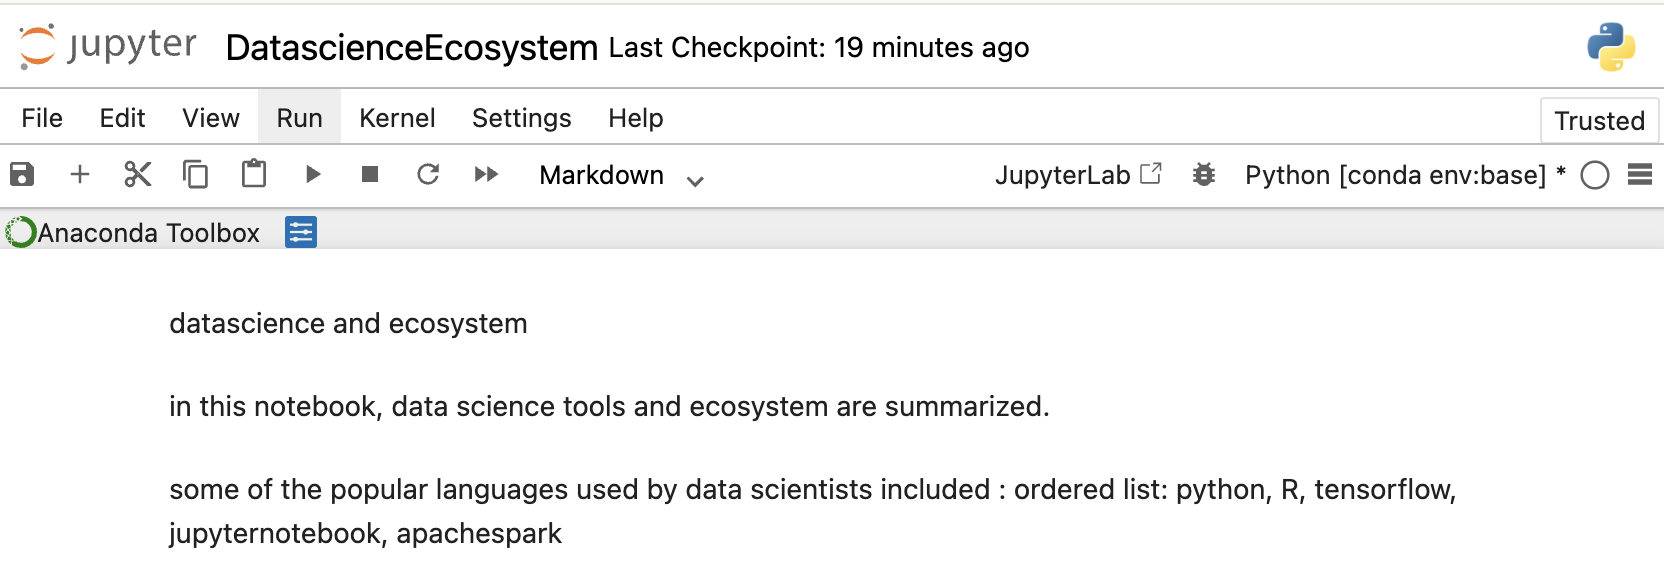 jupyter DatascienceEcosystem Last Checkpoint: 19 minutes ago
File Edit View Run Kernel Settings Help Trusted
Markdown JupyterLab Python [conda env:base] *
Anaconda Toolbox
datascience and ecosystem
in this notebook, data science tools and ecosystem are summarized.
some of the popular languages used by data scientists included : ordered list: python, R, tensorflow,
jupyternotebook, apachespark